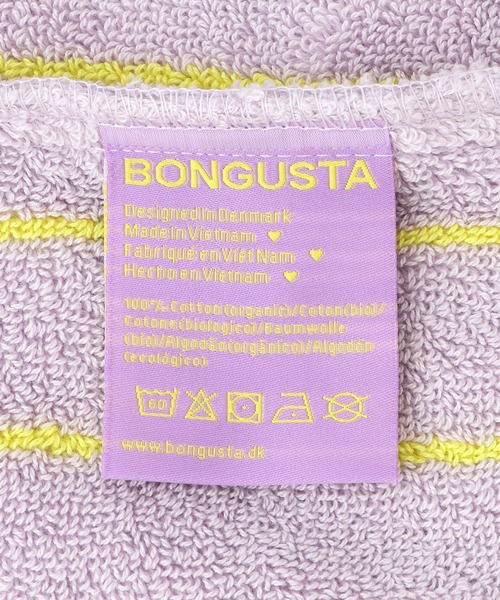 BONGUSTA
Designed in Denmark
Made in Vietnam ♥
Fabriqué en Viêt Nam ♥
Hecho en Vietnam ♥
100% Cotton (organic)/Coton (bio)/
Cotone (biologico)/Baumwolle
(bio)/Algodão (orgânico)/Algodón
(ecológico)
60
www.bongusta.dk